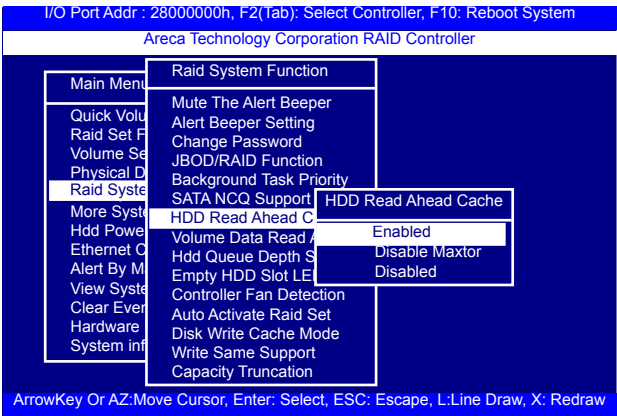 I/O Port Addr : 28000000h, F2(Tab): Select Controller, F10: Reboot System
Areca Technology Corporation RAID Controller
Main Menu
Quick Volu
Raid Set F
Volume Se
Physical D
Raid Syste
More Syste
Hdd Powe
Ethernet C
Alert By M
View Syste
Clear Even
Hardware
System inf
Raid System Function
Mute The Alert Beeper
Alert Beeper Setting
Change Password
JBOD/RAID Function
Background Task Priority
SATA NCQ Support
HDD Read Ahead C
Volume Data Read A
Hdd Queue Depth S
Empty HDD Slot LE
Controller Fan Detection
Auto Activate Raid Set
Disk Write Cache Mode
Write Same Support
Capacity Truncation
HDD Read Ahead Cache
Enabled
Disable Maxtor
Disabled
ArrowKey Or AZ:Move Cursor, Enter: Select, ESC: Escape, L:Line Draw, X: Redraw